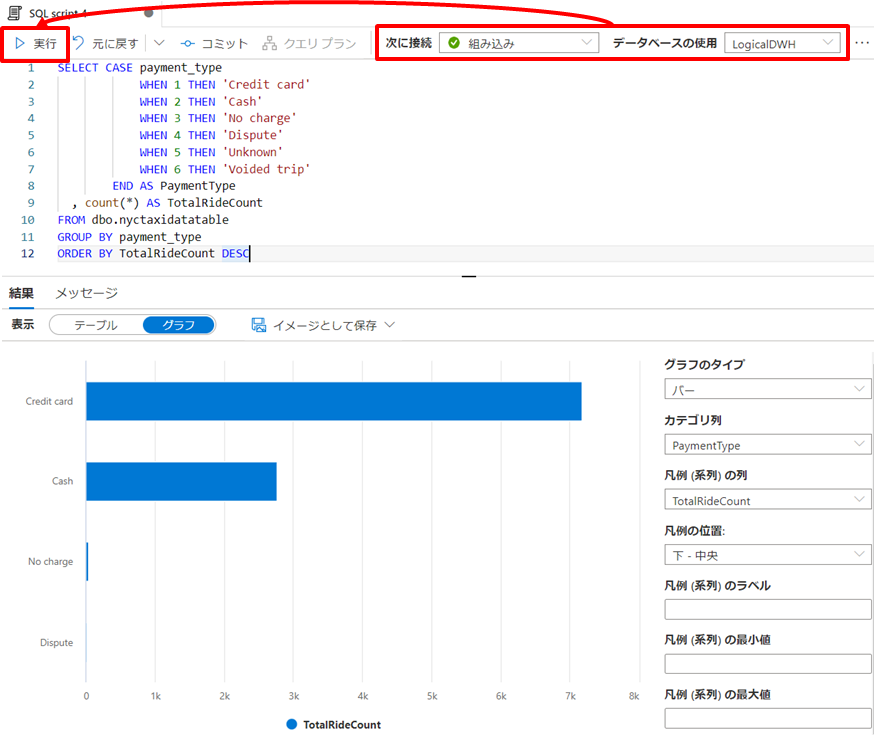 SQL script 4
実行
元に戻す
コミット
クエリ プラン
次に接続
組み込み
データベースの使用
LogicalDWH
...
1 SELECT CASE payment_type
2 WHEN 1 THEN 'Credit card'
3 WHEN 2 THEN 'Cash'
4 WHEN 3 THEN 'No charge'
5 WHEN 4 THEN 'Dispute'
6 WHEN 5 THEN 'Unknown'
7 WHEN 6 THEN 'Voided trip'
8 END AS PaymentType
9 , count(*) AS TotalRideCount
10 FROM dbo.nyctaxidatatable
11 GROUP BY payment_type
12 ORDER BY TotalRideCount DESC
結果 メッセージ
表示 テーブル グラフ イメージとして保存
Credit card
Cash
No charge
Dispute
0 1k 2k 3k 4k 5k 6k 7k 8k
TotalRideCount
グラフのタイプ
バー
カテゴリ列
PaymentType
凡例 (系列) の列
TotalRideCount
凡例の位置:
下 - 中央
凡例 (系列) のラベル
凡例 (系列) の最小値
凡例 (系列) の最大値